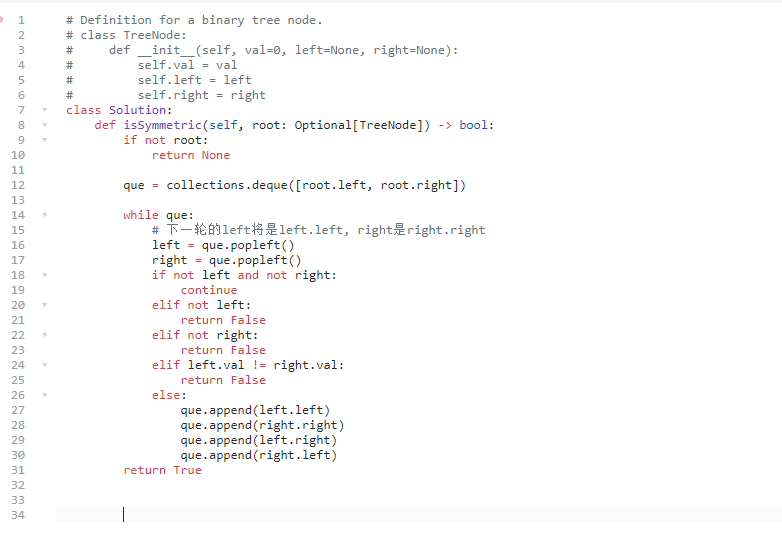 1 # Definition for a binary tree node.
2 # class TreeNode:
3 #     def __init__(self, val=0, left=None, right=None):
4 #         self.val = val
5 #         self.left = left
6 #         self.right = right
7 class Solution:
8     def isSymmetric(self, root: Optional[TreeNode]) -> bool:
9         if not root:
10             return None
11
12         que = collections.deque([root.left, root.right])
13
14         while que:
15             # 下一轮的left将是left.left, right是right.right
16             left = que.popleft()
17             right = que.popleft()
18             if not left and not right:
19                 continue
20             elif not left:
21                 return False
22             elif not right:
23                 return False
24             elif left.val != right.val:
25                 return False
26             else:
27                 que.append(left.left)
28                 que.append(right.right)
29                 que.append(left.right)
30                 que.append(right.left)
31         return True
32
33
34